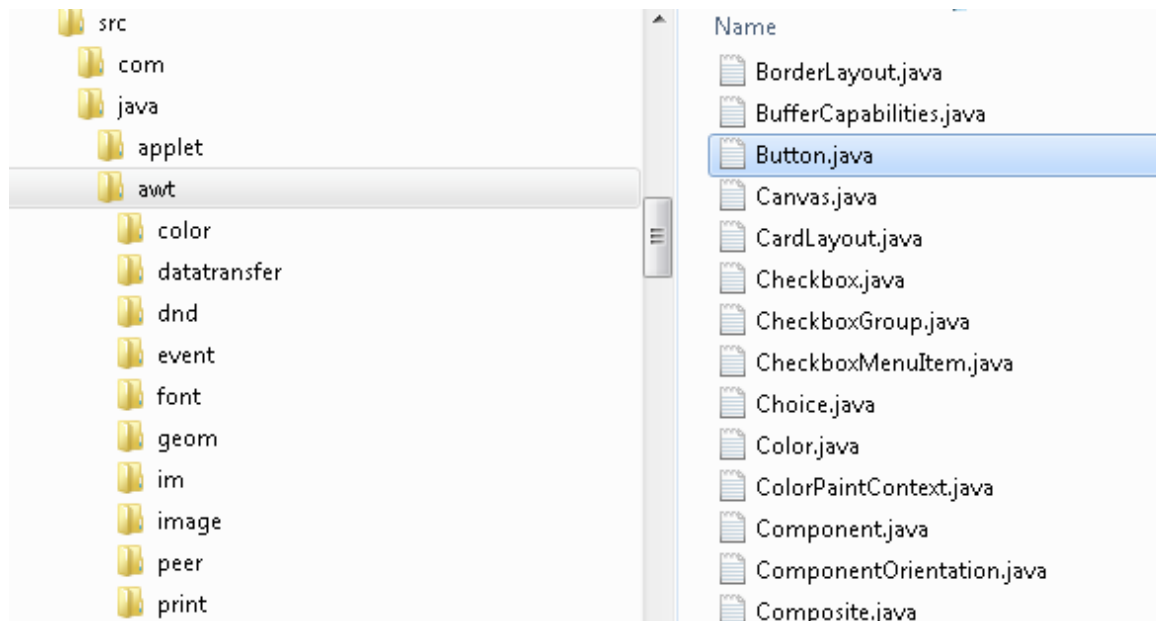 src
com
java
applet
awt
color
datatransfer
dnd
event
font
geom
im
image
peer
print
Name
BorderLayout.java
BufferCapabilities.java
Button.java
Canvas.java
CardLayout.java
Checkbox.java
CheckboxGroup.java
CheckboxMenuItem.java
Choice.java
Color.java
ColorPaintContext.java
Component.java
ComponentOrientation.java
Composite.java